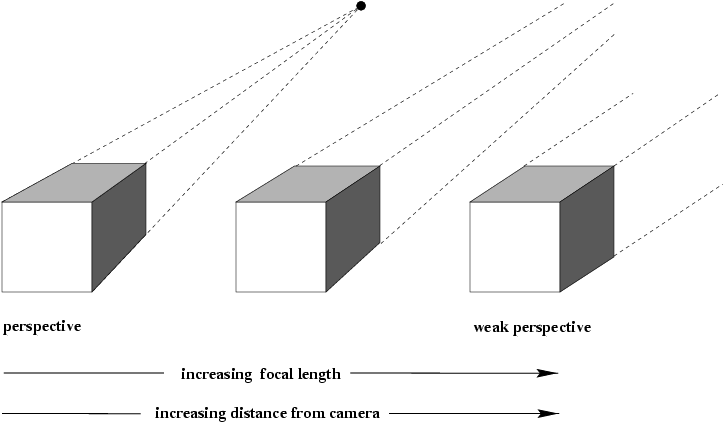 perspective
weak perspective
increasing focal length
increasing distance from camera